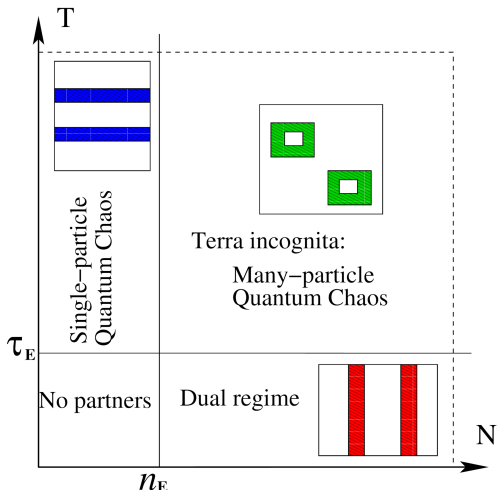 T
Single−particle
Quantum Chaos
Terra incognita:
Many−particle
Quantum Chaos
τE
No partners
Dual regime
N
nE